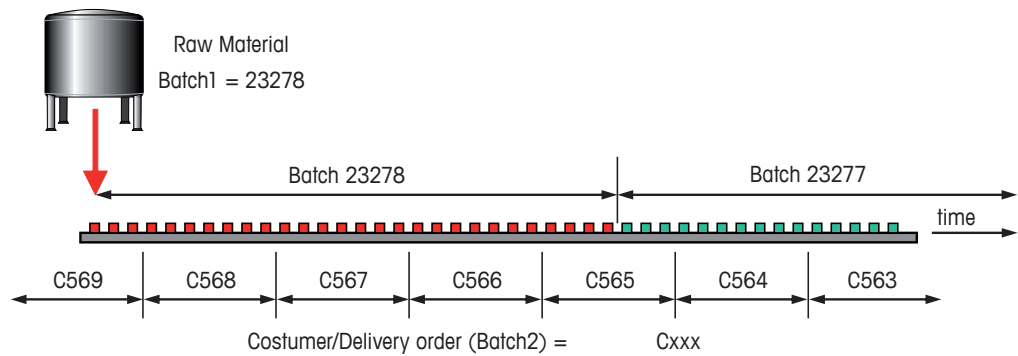 Raw Material
Batch1 = 23278
Batch 23278
Batch 23277
time
C569
C568
C567
C566
C565
C564
C563
Costumer/Delivery order (Batch2) = Cxxx